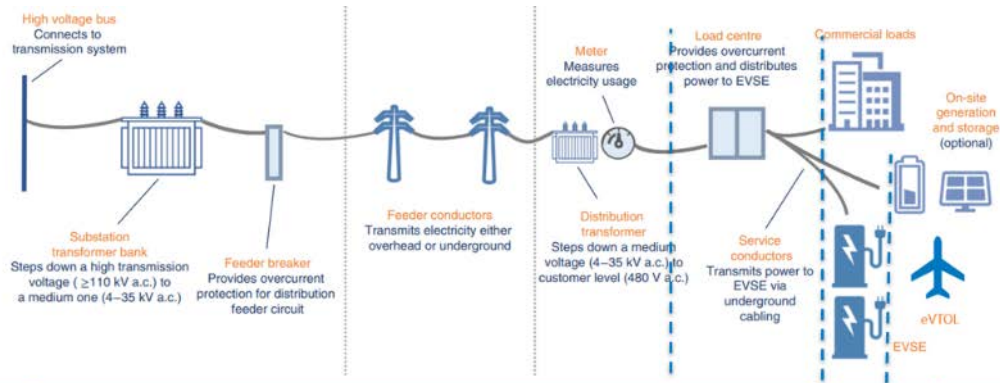 High voltage bus
Connects to
transmission system
Substation
transformer bank
Steps down a high transmission
voltage ( ≥110 kV a.c.) to
a medium one (4–35 kV a.c.)
Feeder breaker
Provides overcurrent
protection for distribution
feeder circuit
Feeder conductors
Transmits electricity either
overhead or underground
Meter
Measures
electricity usage
Distribution
transformer
Steps down a medium
voltage (4–35 kV a.c.) to
customer level (480 V a.c.)
Load centre
Provides overcurrent
protection and distributes
power to EVSE
Service
conductors
Transmits power to
EVSE via
underground
cabling
Commercial loads
On-site
generation
and storage
(optional)
eVTOL
EVSE